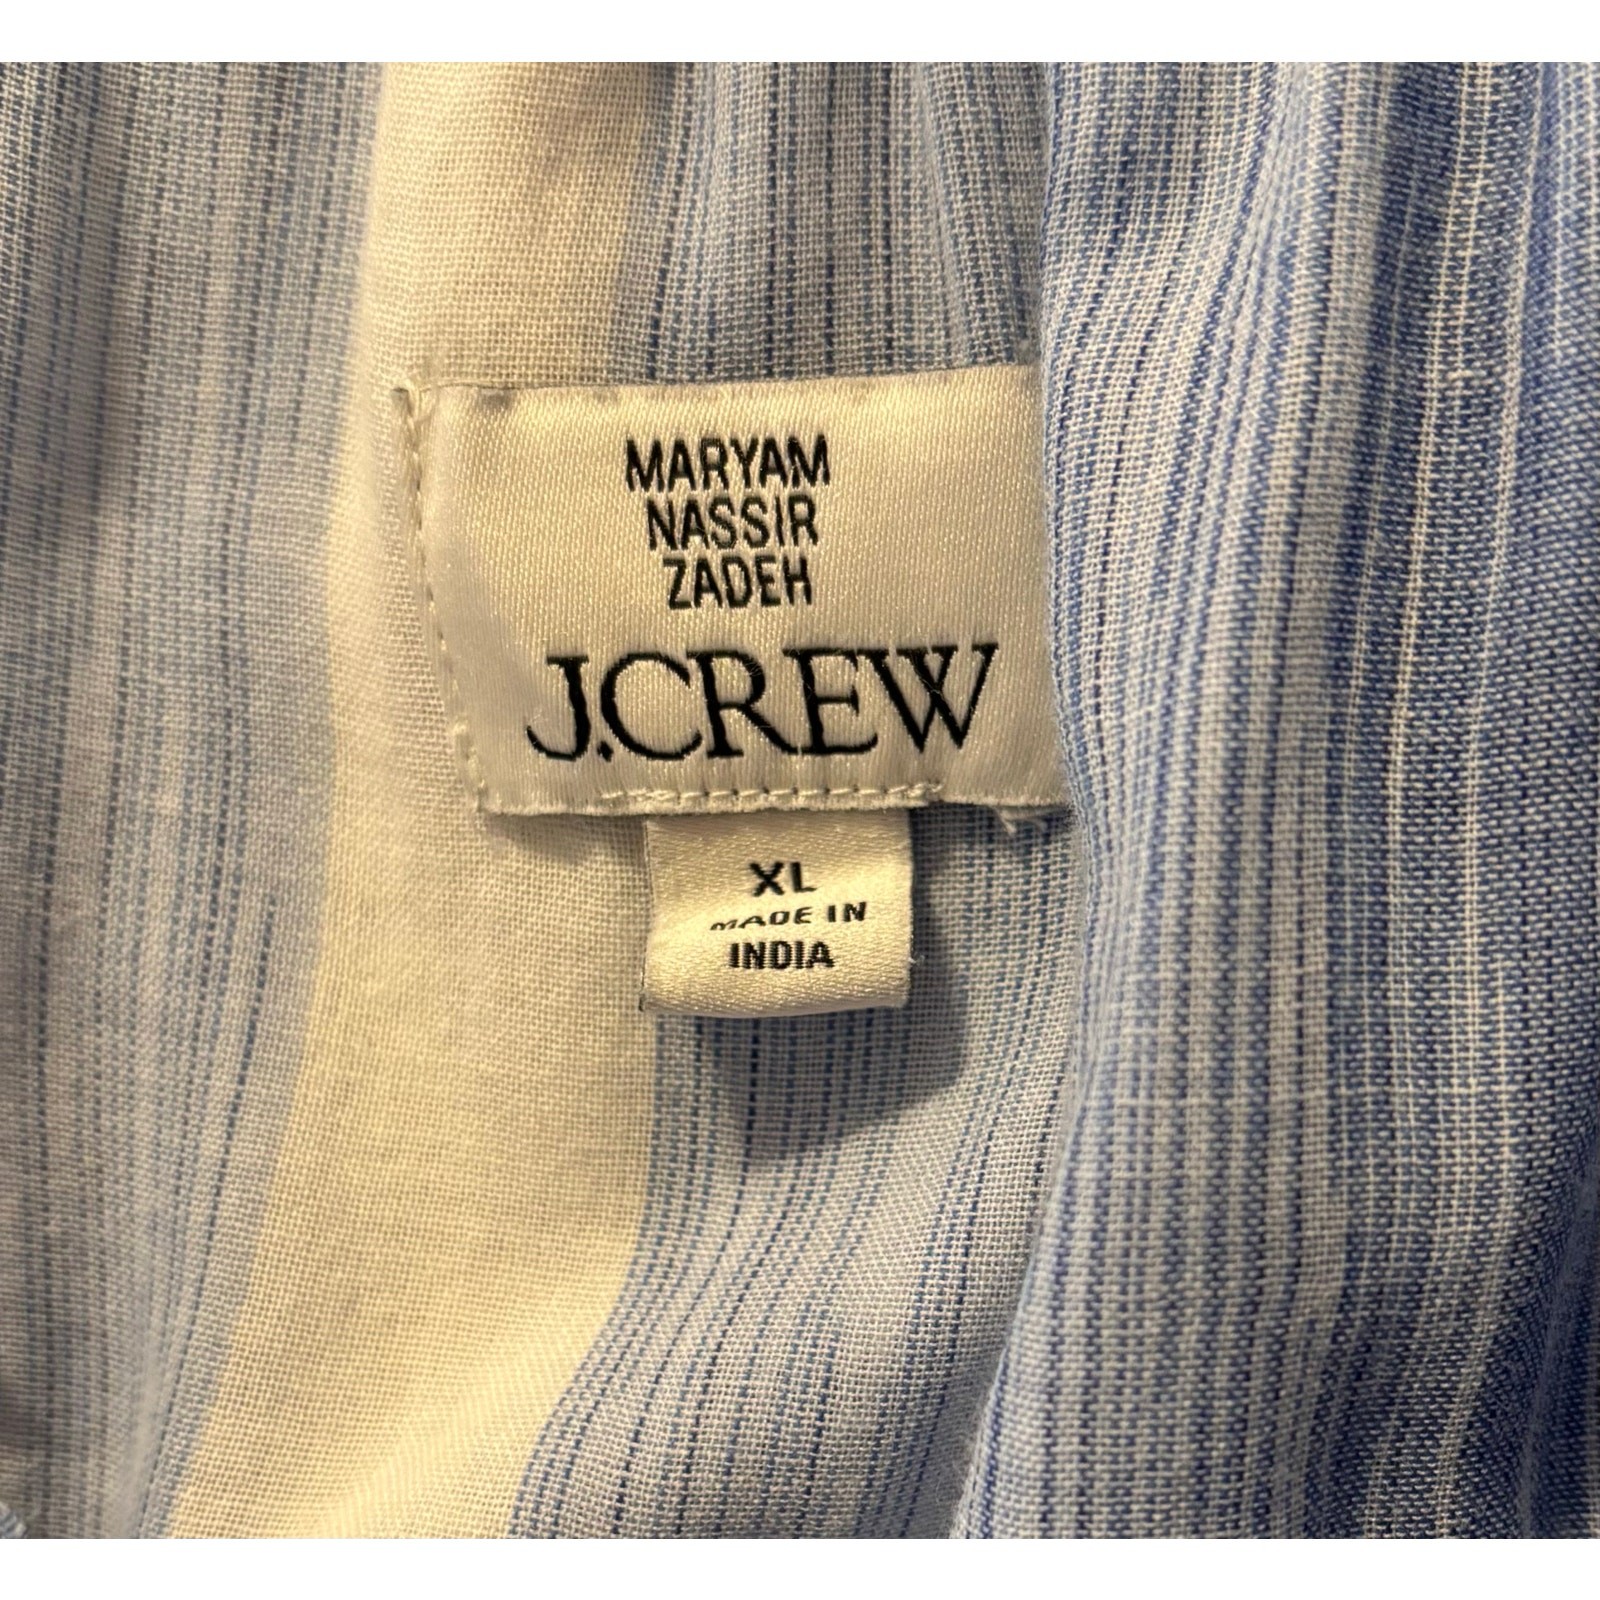 MARYAM
NASSIR
ZADEH
J.CREW
XL
MADE IN
INDIA